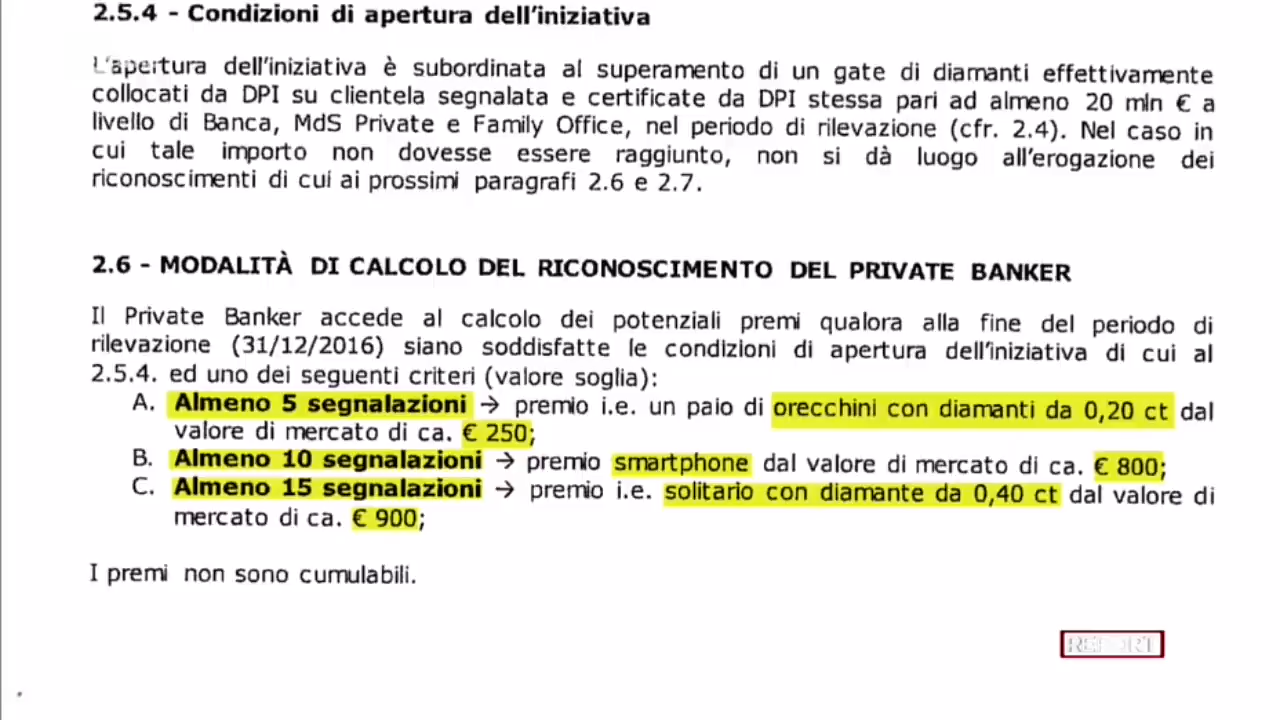 2.5.4 - Condizioni di apertura dell'iniziativa
L'apertura dell'iniziativa è subordinata al superamento di un gate di diamanti effettivamente
collocati da DPI su clientela segnalata e certificate da DPI stessa pari ad almeno 20 mln € a
livello di Banca, MdS Private e Family Office, nel periodo di rilevazione (cfr. 2.4). Nel caso in
cui tale importo non dovesse essere raggiunto, non si dà luogo all'erogazione dei
riconoscimenti di cui ai prossimi paragrafi 2.6 e 2.7.
2.6 - MODALITÀ DI CALCOLO DEL RICONOSCIMENTO DEL PRIVATE BANKER
Il Private Banker accede al calcolo dei potenziali premi qualora alla fine del periodo di
rilevazione (31/12/2016) siano soddisfatte le condizioni di apertura dell'iniziativa di cui al
2.5.4. ed uno dei seguenti criteri (valore soglia):
A. Almeno 5 segnalazioni → premio i.e. un paio di orecchini con diamanti da 0,20 ct dal
valore di mercato di ca. € 250;
B. Almeno 10 segnalazioni → premio smartphone dal valore di mercato di ca. € 800;
C. Almeno 15 segnalazioni → premio i.e. solitario con diamante da 0,40 ct dal valore di
mercato di ca. € 900;
I premi non sono cumulabili.
REPORT